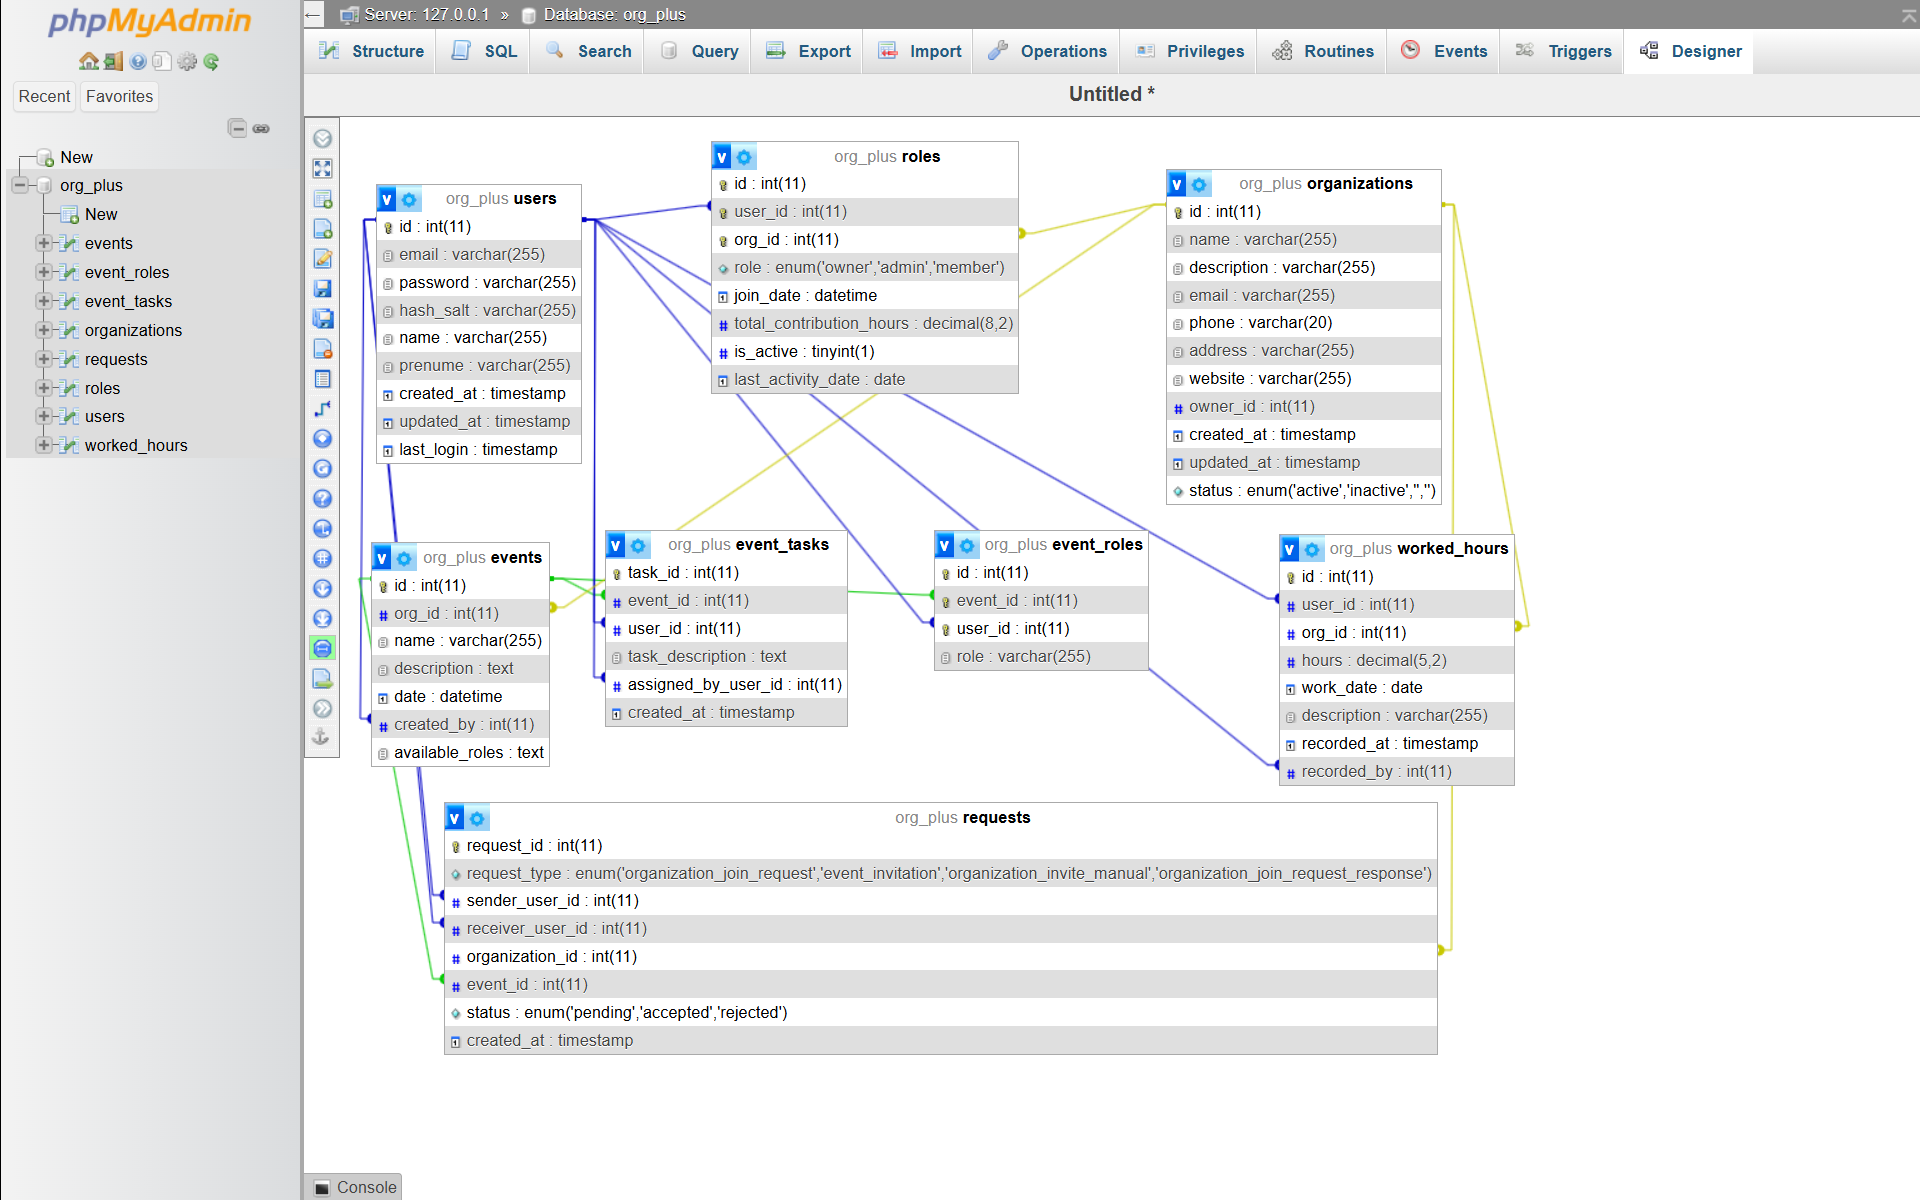 phpMyAdmin
Recent Favorites
New
org_plus
New
events
event_roles
event_tasks
organizations
requests
roles
users
worked_hours
Server: 127.0.0.1 » Database: org_plus
Structure SQL Search Query Export Import Operations Privileges Routines Events Triggers Designer
Untitled *
org_plus users
id : int(11)
email : varchar(255)
password : varchar(255)
hash_salt : varchar(255)
name : varchar(255)
prenume : varchar(255)
created_at : timestamp
updated_at : timestamp
last_login : timestamp
org_plus roles
id : int(11)
user_id : int(11)
org_id : int(11)
role : enum('owner','admin','member')
join_date : datetime
total_contribution_hours : decimal(8,2)
is_active : tinyint(1)
last_activity_date : date
org_plus organizations
id : int(11)
name : varchar(255)
description : varchar(255)
email : varchar(255)
phone : varchar(20)
address : varchar(255)
website : varchar(255)
owner_id : int(11)
created_at : timestamp
updated_at : timestamp
status : enum('active','inactive','','')
org_plus events
id : int(11)
org_id : int(11)
name : varchar(255)
description : text
date : datetime
created_by : int(11)
available_roles : text
org_plus event_tasks
task_id : int(11)
event_id : int(11)
user_id : int(11)
task_description : text
assigned_by_user_id : int(11)
created_at : timestamp
org_plus event_roles
id : int(11)
event_id : int(11)
user_id : int(11)
role : varchar(255)
org_plus worked_hours
id : int(11)
user_id : int(11)
org_id : int(11)
hours : decimal(5,2)
work_date : date
description : varchar(255)
recorded_at : timestamp
recorded_by : int(11)
org_plus requests
request_id : int(11)
request_type : enum('organization_join_request','event_invitation','organization_invite_manual','organization_join_request_response')
sender_user_id : int(11)
receiver_user_id : int(11)
organization_id : int(11)
event_id : int(11)
status : enum('pending','accepted','rejected')
created_at : timestamp
Console